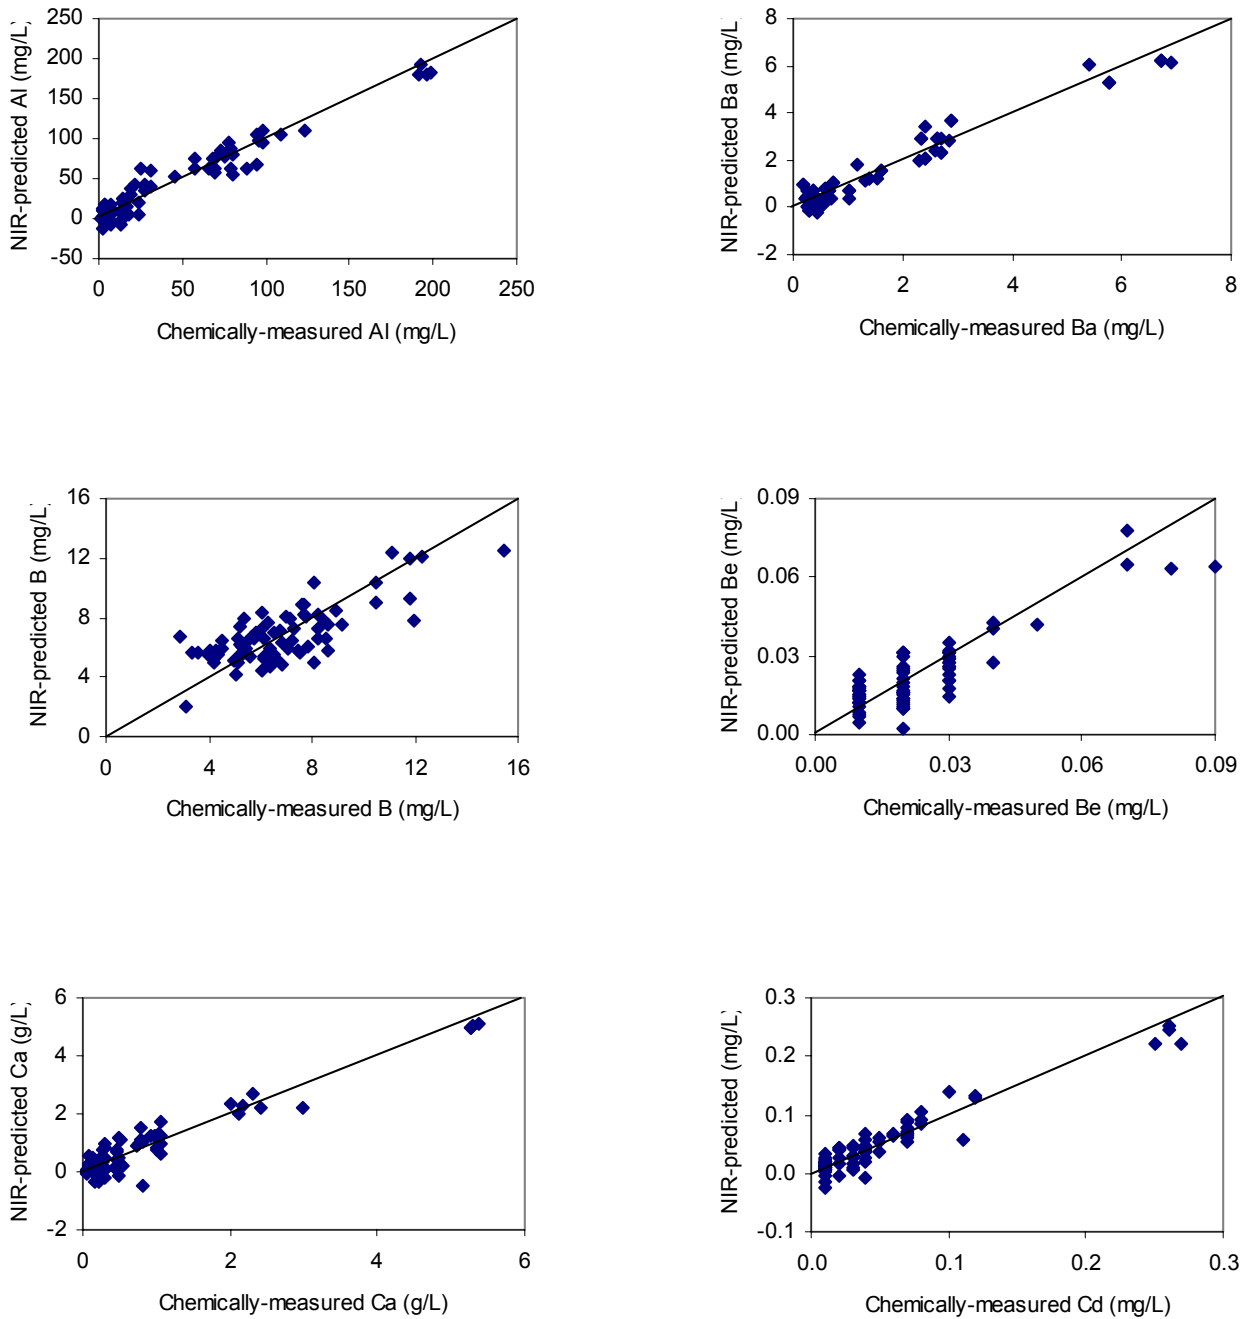 NIR-predicted Al (mg/L)
250
200
150
100
50
0
-50
0 50 100 150 200 250
Chemically-measured Al (mg/L)
NIR-predicted Ba (mg/L
8
6
4
2
0
-2
0 2 4 6 8
Chemically-measured Ba (mg/L)
NIR-predicted B (mg/L)
16
12
8
4
0
0 4 8 12 16
Chemically-measured B (mg/L)
NIR-predicted Be (mg/L)
0.09
0.06
0.03
0.00
0.00 0.03 0.06 0.09
Chemically-measured Be (mg/L)
NIR-predicted Ca (g/L)
6
4
2
0
-2
0 2 4 6
Chemically-measured Ca (g/L)
NIR-predicted (mg/L)
0.3
0.2
0.1
0.0
-0.1
0.0 0.1 0.2 0.3
Chemically-measured Cd (mg/L)